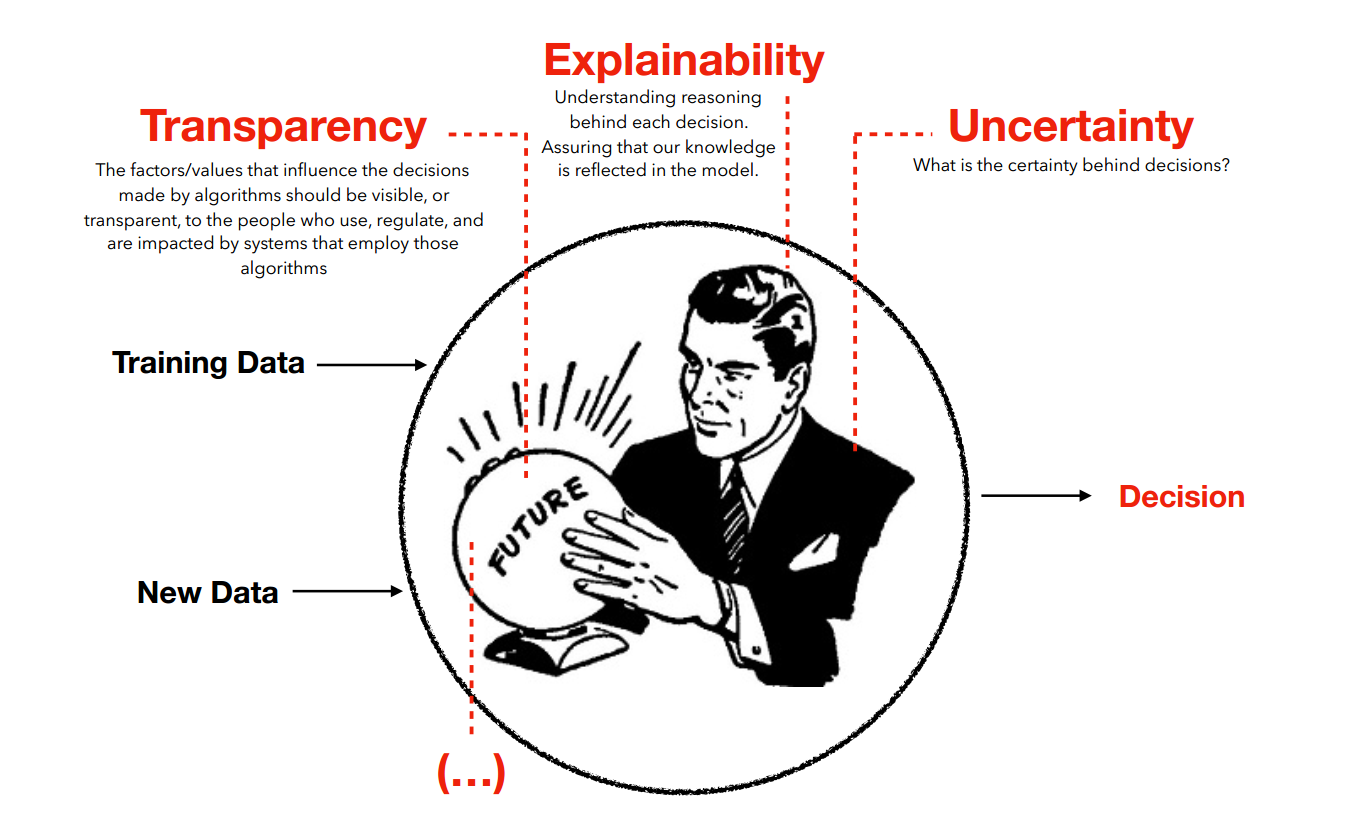 Explainability
Understanding reasoning
behind each decision.
Assuring that our knowledge
is reflected in the model.
Transparency
The factors/values that influence the decisions
made by algorithms should be visible, or
transparent, to the people who use, regulate, and
are impacted by systems that employ those
algorithms
Uncertainty
What is the certainty behind decisions?
Training Data
New Data
FUTURE
Decision
(...)